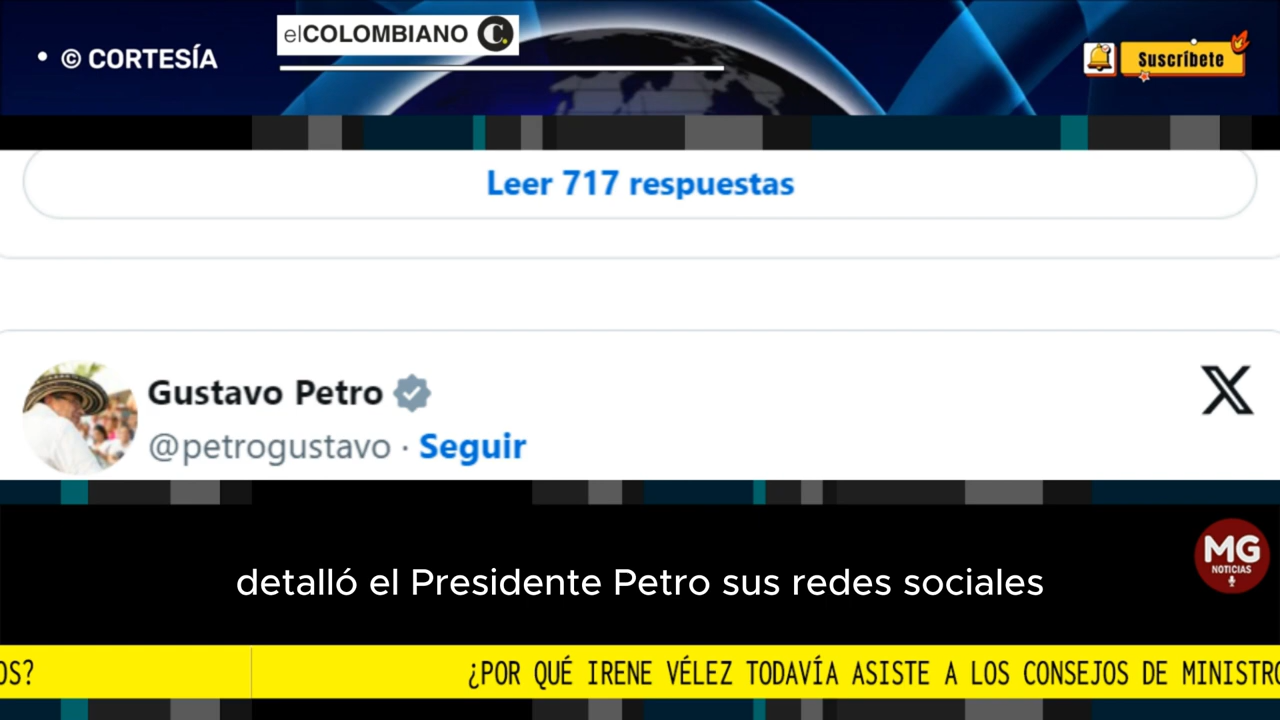 • © CORTESÍA
elCOLOMBIANO C
Suscríbete
Leer 717 respuestas
Gustavo Petro
@petrogustavo · Seguir
MG
NOTICIAS
detalló el Presidente Petro sus redes sociales
OS?
¿POR QUÉ IRENE VÉLEZ TODAVÍA ASISTE A LOS CONSEJOS DE MINISTRO